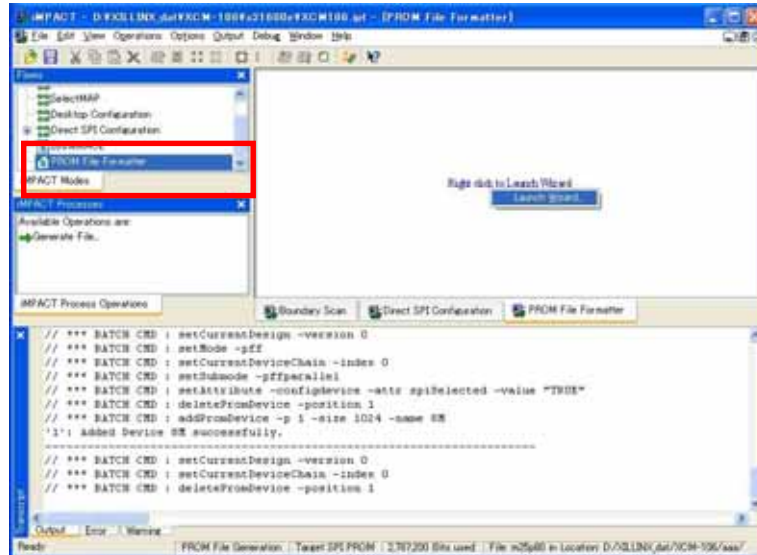 iMPACT - D:¥XILLINX_dat¥XCM-106¥s31600e¥XCM106.ipf - [PROM File Formatter]
File Edit View Operations Options Output Debug Window Help
Flows
SelectMAP
Desktop Configuration
Direct SPI Configuration
SystemACE
PROM File Formatter
iMPACT Modes
iMPACT Processes
Available Operations are:
Generate File...
iMPACT Process Operations
Right click to Launch Wizard
Launch Wizard...
Boundary Scan
Direct SPI Configuration
PROM File Formatter
// *** BATCH CMD : setCurrentDesign -version 0
// *** BATCH CMD : setMode -pff
// *** BATCH CMD : setCurrentDeviceChain -index 0
// *** BATCH CMD : setSubmode -pffparallel
// *** BATCH CMD : setAttribute -configdevice -attr spiSelected -value "TRUE"
// *** BATCH CMD : deletePromDevice -position 1
// *** BATCH CMD : addPromDevice -p 1 -size 1024 -name 8M
'1': Added Device 8M successfully.
----------------------------------------------------------------------
// *** BATCH CMD : setCurrentDesign -version 0
// *** BATCH CMD : setCurrentDeviceChain -index 0
// *** BATCH CMD : deletePromDevice -position 1
Transcript
Output Error Warning
Ready
PROM File Generation Target SPI PROM 2,767,200 Bits used File: m25p80 in Location: D:/XILLINX_dat/XCM-106/aaa/